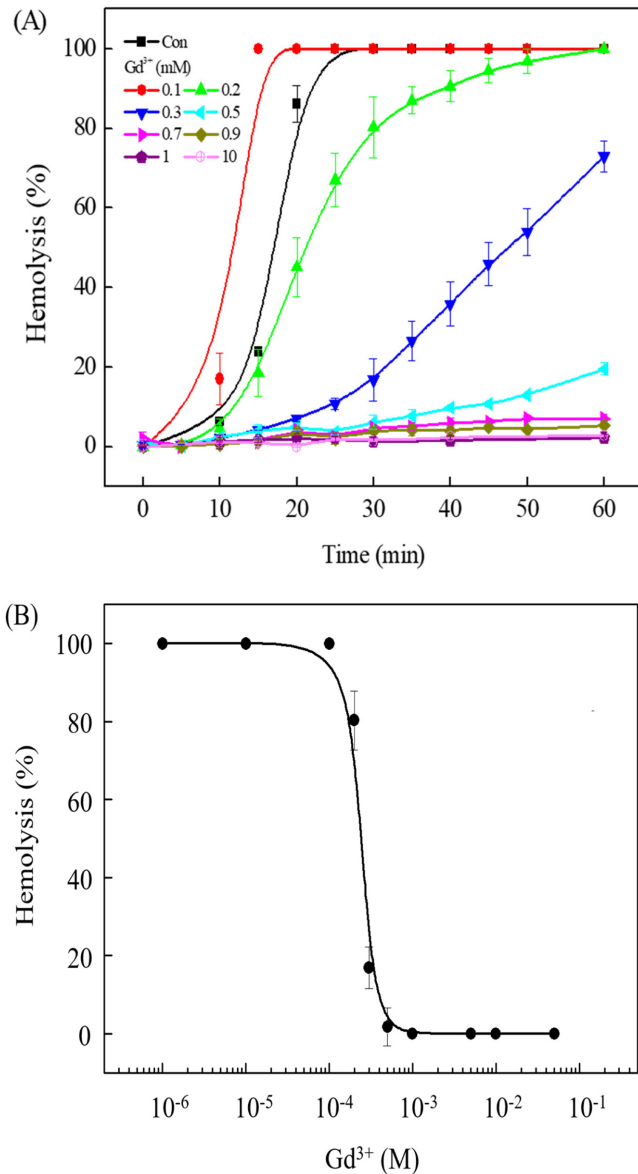 (A)
Hemolysis (%)
100
80
60
40
20
0
Con
Gd³⁺ (mM)
0.1 0.2
0.3 0.5
0.7 0.9
1 10
0 10 20 30 40 50 60
Time (min)
(B)
Hemolysis (%)
100
80
60
40
20
0
10⁻⁶ 10⁻⁵ 10⁻⁴ 10⁻³ 10⁻² 10⁻¹
Gd³⁺ (M)